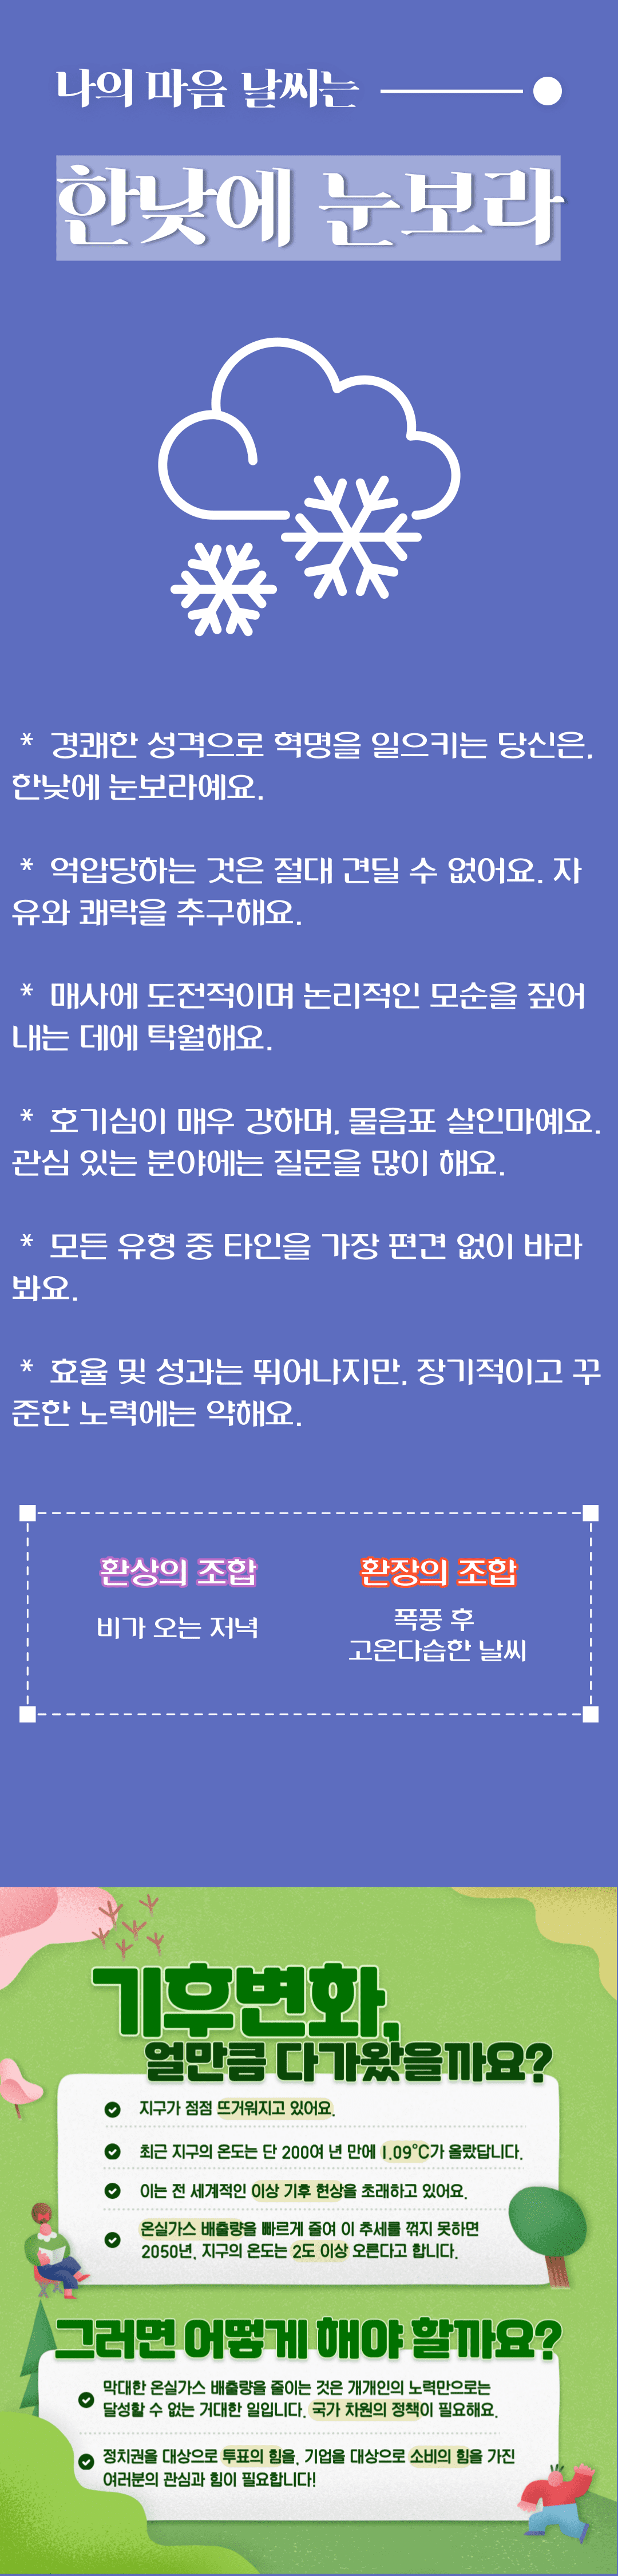 나의 마음 날씨는
한낮에 눈보라
* 경쾌한 성격으로 혁명을 일으키는 당신은,
한낮에 눈보라예요.
* 억압당하는 것은 절대 견딜 수 없어요. 자
유와 쾌락을 추구해요.
* 매사에 도전적이며 논리적인 모순을 짚어
내는 데에 탁월해요.
* 호기심이 매우 강하며, 물음표 살인마예요.
관심 있는 분야에는 질문을 많이 해요.
* 모든 유형 중 타인을 가장 편견 없이 바라
봐요.
* 효율 및 성과는 뛰어나지만, 장기적이고 꾸
준한 노력에는 약해요.
환상의 조합
비가 오는 저녁
환장의 조합
폭풍 후
고온다습한 날씨
기후변화,
얼만큼 다가왔을까요?
지구가 점점 뜨거워지고 있어요.
최근 지구의 온도는 단 200여 년 만에 1.09°C가 올랐답니다.
이는 전 세계적인 이상 기후 현상을 초래하고 있어요.
온실가스 배출량을 빠르게 줄여 이 추세를 꺾지 못하면
2050년, 지구의 온도는 2도 이상 오른다고 합니다.
그러면 어떻게 해야 할까요?
막대한 온실가스 배출량을 줄이는 것은 개개인의 노력만으로는
달성할 수 없는 거대한 일입니다. 국가 차원의 정책이 필요해요.
정치권을 대상으로 투표의 힘을, 기업을 대상으로 소비의 힘을 가진
여러분의 관심과 힘이 필요합니다!